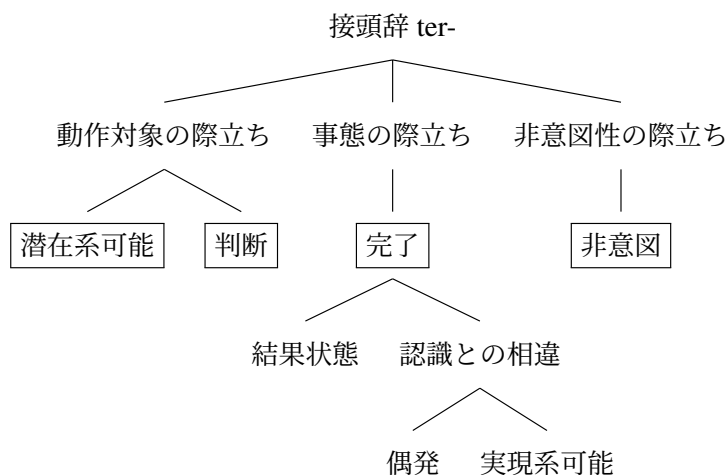 接頭辞 ter-
動作対象の際立ち 事態の際立ち 非意図性の際立ち
潜在系可能 判断 完了 非意図
結果状態 認識との相違
偶発 実現系可能